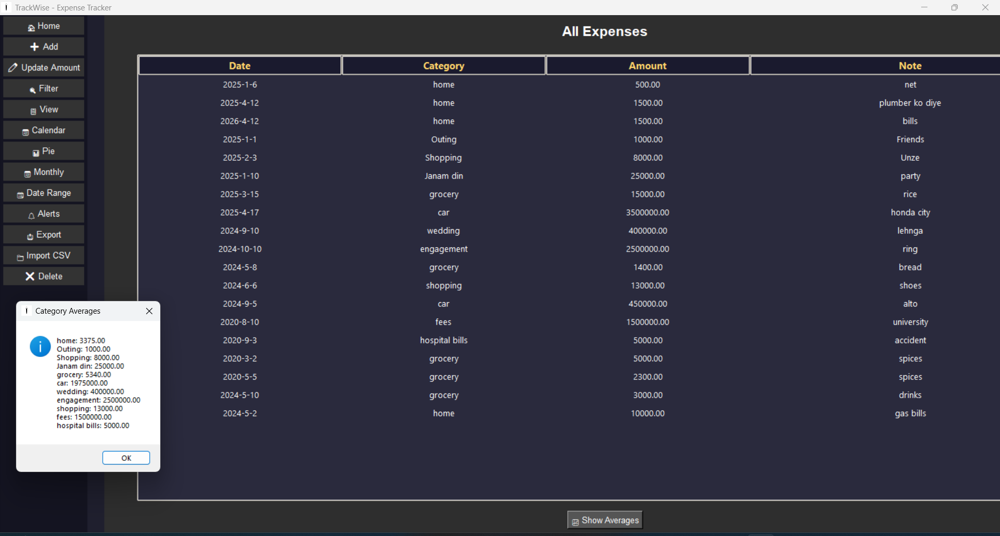 TrackWise - Expense Tracker
Home
Add
Update Amount
Filter
View
Calendar
Pie
Monthly
Date Range
Alerts
Export
Import CSV
Delete
All Expenses
Date Category Amount Note
2025-1-6 home 500.00 net
2025-4-12 home 1500.00 plumber ko diye
2026-4-12 home 1500.00 bills
2025-1-1 Outing 1000.00 Friends
2025-2-3 Shopping 8000.00 Unze
2025-1-10 Janam din 25000.00 party
2025-3-15 grocery 15000.00 rice
2025-4-17 car 3500000.00 honda city
2024-9-10 wedding 400000.00 lehnga
2024-10-10 engagement 2500000.00 ring
2024-5-8 grocery 1400.00 bread
2024-6-6 shopping 13000.00 shoes
2024-9-5 car 450000.00 alto
2020-8-10 fees 1500000.00 university
2020-9-3 hospital bills 5000.00 accident
2020-3-2 grocery 5000.00 spices
2020-5-5 grocery 2300.00 spices
2024-5-10 grocery 3000.00 drinks
2024-5-2 home 10000.00 gas bills
Show Averages
Category Averages
home: 3375.00
Outing: 1000.00
Shopping: 8000.00
Janam din: 25000.00
grocery: 5340.00
car: 1975000.00
wedding: 400000.00
engagement: 2500000.00
shopping: 13000.00
fees: 1500000.00
hospital bills: 5000.00
OK